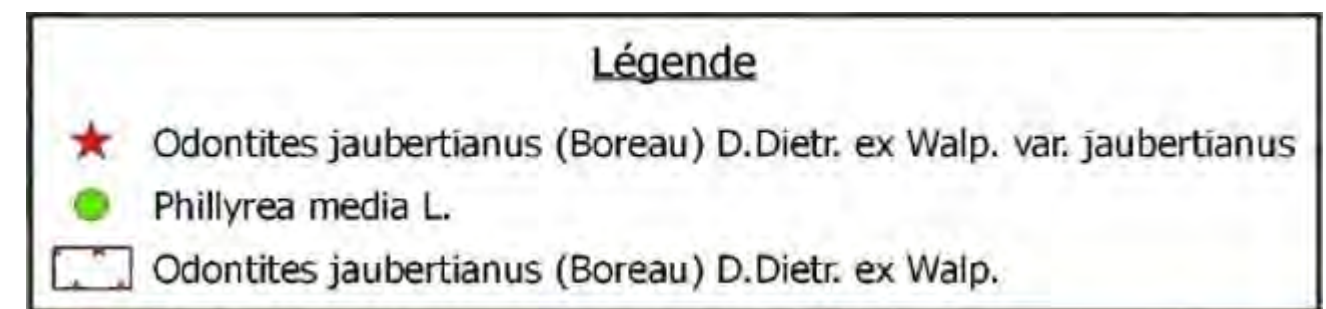 Légende
Odontites jaubertianus (Boreau) D.Dietr. ex Walp. var. jaubertianus
Phillyrea media L.
Odontites jaubertianus (Boreau) D.Dietr. ex Walp.